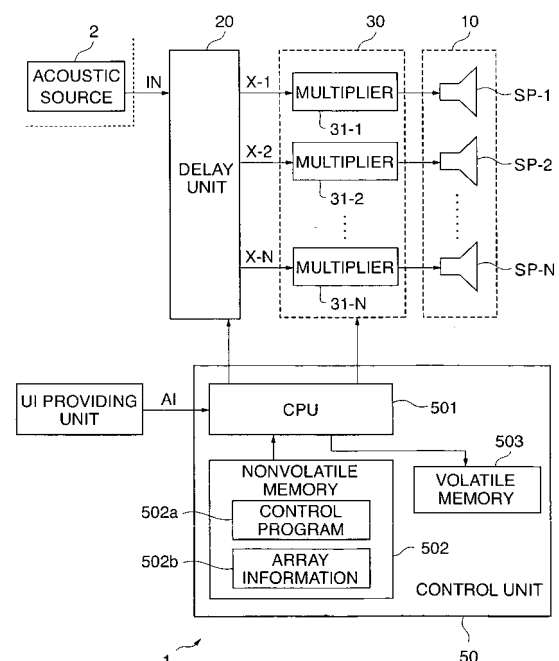 2
20
30
10
ACOUSTIC SOURCE
IN
X-1
MULTIPLIER
SP-1
31-1
DELAY UNIT
X-2
MULTIPLIER
SP-2
31-2
X-N
MULTIPLIER
SP-N
31-N
UI PROVIDING UNIT
AI
CPU
501
503
NONVOLATILE MEMORY
VOLATILE MEMORY
502a
CONTROL PROGRAM
502
502b
ARRAY INFORMATION
CONTROL UNIT
1
50